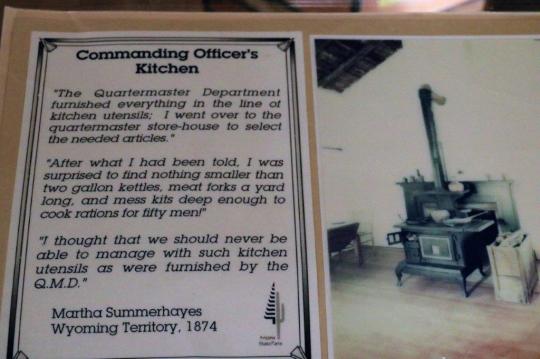 Commanding Officer's
Kitchen
"The Quartermaster Department
furnished everything in the line of
kitchen utensils; I went over to the
quartermaster store-house to select
the needed articles."
"After what I had been told, I was
surprised to find nothing smaller than
two gallon kettles, meat forks a yard
long, and mess kits deep enough to
cook rations for fifty men!"
"I thought that we should never be
able to manage with such kitchen
utensils as were furnished by the
Q.M.D."
Martha Summerhayes
Wyoming Territory, 1874
Arizona
State Parks